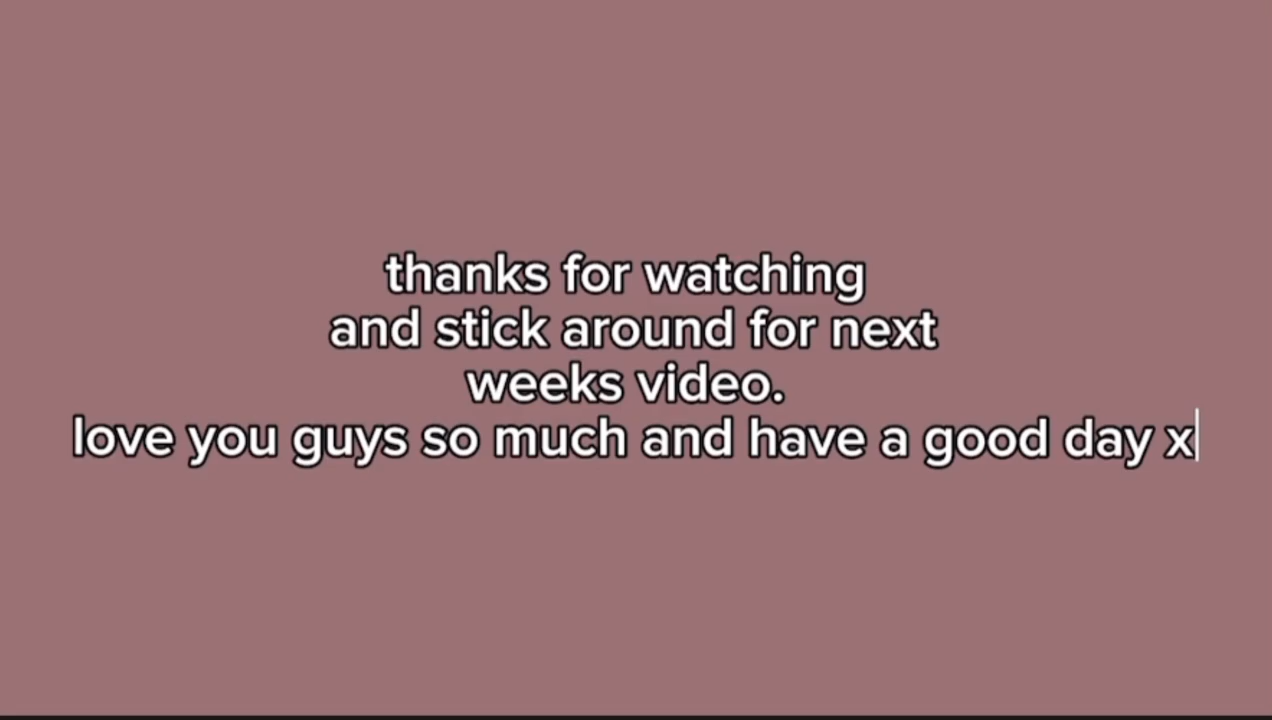 thanks for watching
and stick around for next
weeks video.
love you guys so much and have a good day x